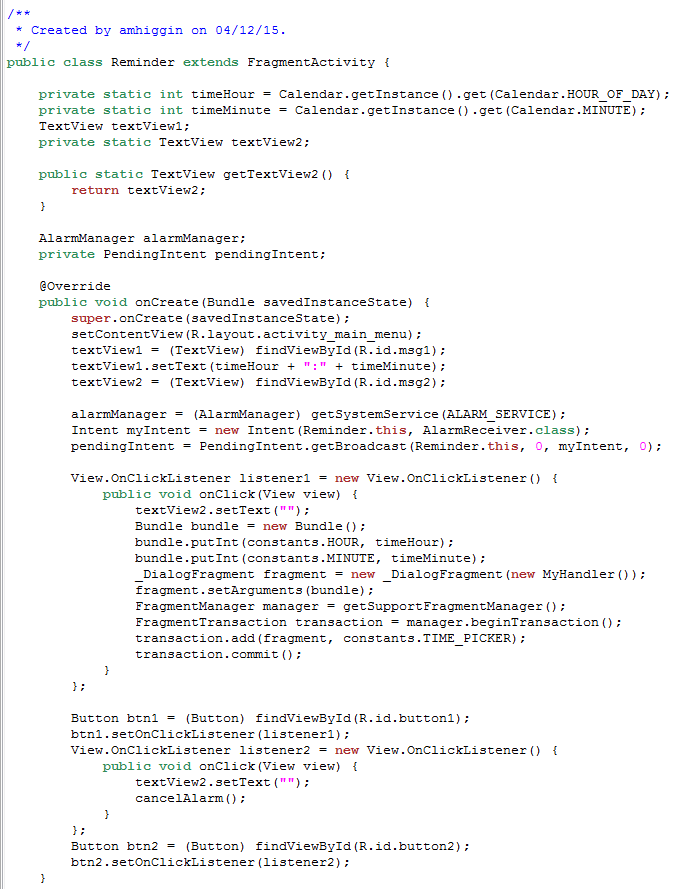 /**
 * Created by amhiggin on 04/12/15.
 */
public class Reminder extends FragmentActivity {

    private static int timeHour = Calendar.getInstance().get(Calendar.HOUR_OF_DAY);
    private static int timeMinute = Calendar.getInstance().get(Calendar.MINUTE);
    TextView textView1;
    private static TextView textView2;

    public static TextView getTextView2() {
        return textView2;
    }

    AlarmManager alarmManager;
    private PendingIntent pendingIntent;

    @Override
    public void onCreate(Bundle savedInstanceState) {
        super.onCreate(savedInstanceState);
        setContentView(R.layout.activity_main_menu);
        textView1 = (TextView) findViewById(R.id.msg1);
        textView1.setText(timeHour + ":" + timeMinute);
        textView2 = (TextView) findViewById(R.id.msg2);

        alarmManager = (AlarmManager) getSystemService(ALARM_SERVICE);
        Intent myIntent = new Intent(Reminder.this, AlarmReceiver.class);
        pendingIntent = PendingIntent.getBroadcast(Reminder.this, 0, myIntent, 0);

        View.OnClickListener listener1 = new View.OnClickListener() {
            public void onClick(View view) {
                textView2.setText("");
                Bundle bundle = new Bundle();
                bundle.putInt(constants.HOUR, timeHour);
                bundle.putInt(constants.MINUTE, timeMinute);
                _DialogFragment fragment = new _DialogFragment(new MyHandler());
                fragment.setArguments(bundle);
                FragmentManager manager = getSupportFragmentManager();
                FragmentTransaction transaction = manager.beginTransaction();
                transaction.add(fragment, constants.TIME_PICKER);
                transaction.commit();
            }
        };

        Button btn1 = (Button) findViewById(R.id.button1);
        btn1.setOnClickListener(listener1);
        View.OnClickListener listener2 = new View.OnClickListener() {
            public void onClick(View view) {
                textView2.setText("");
                cancelAlarm();
            }
        };
        Button btn2 = (Button) findViewById(R.id.button2);
        btn2.setOnClickListener(listener2);
    }